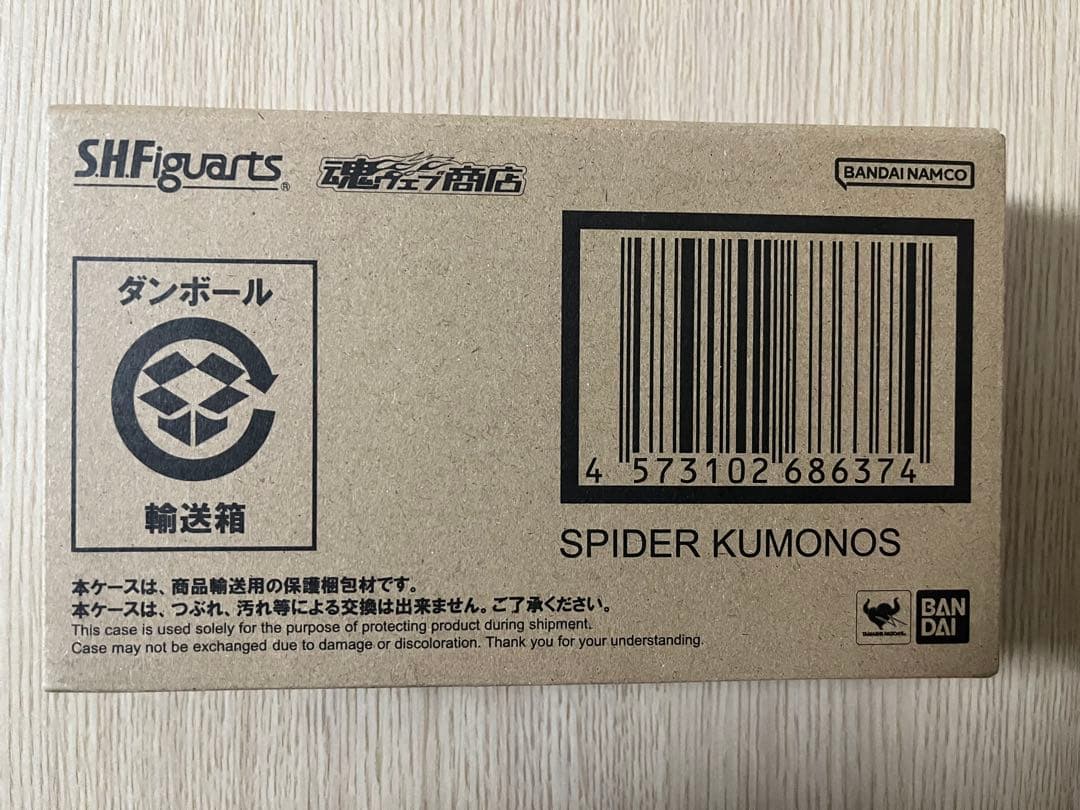 S.H.Figuarts®
魂ウェブ商店
BANDAI NAMCO
ダンボール
輸送箱
4 573102 686374
SPIDER KUMONOS
本ケースは、商品輸送用の保護梱包材です。
本ケースは、つぶれ、汚れ等による交換は出来ません。ご了承ください。
This case is used solely for the purpose of protecting product during shipment.
Case may not be exchanged due to damage or discoloration. Thank you for your understanding.
TAMASHII NATIONS
BAN
DAI